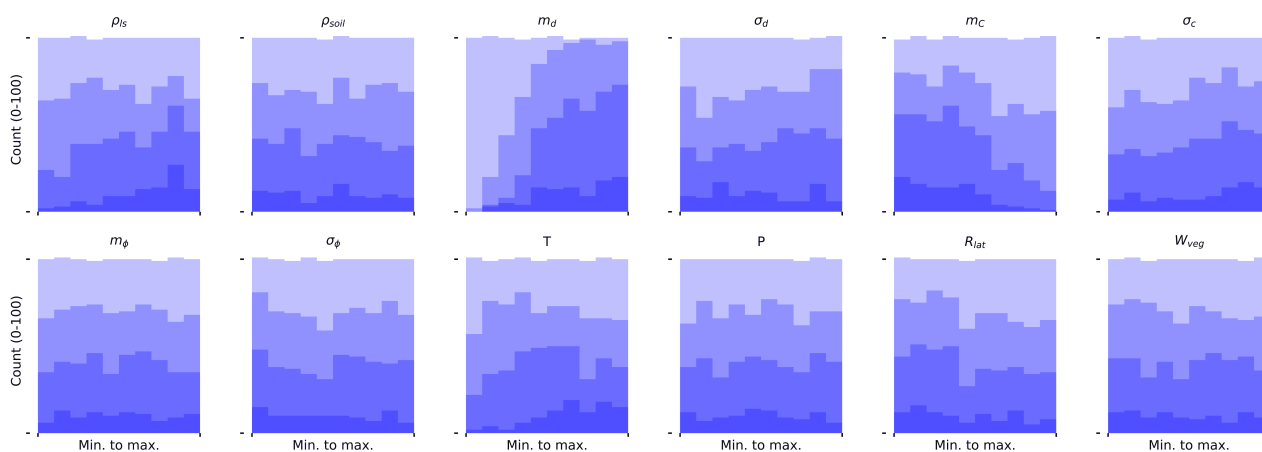 ρls
ρsoil
md
σd
mC
σc
Count (0-100)
mϕ
σϕ
T
P
Rlat
Wveg
Count (0-100)
Min. to max.
Min. to max.
Min. to max.
Min. to max.
Min. to max.
Min. to max.